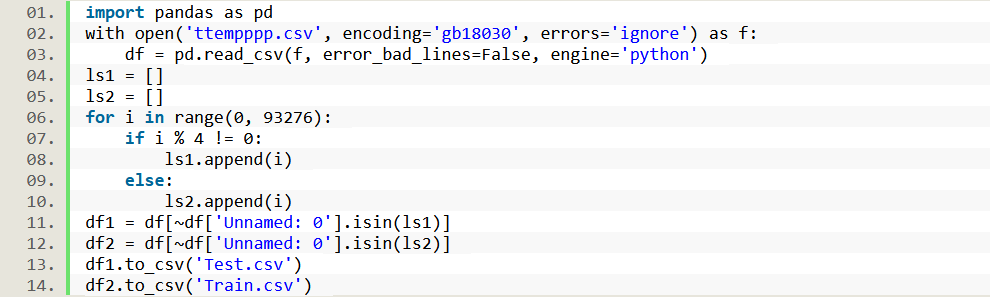 01. import pandas as pd
02. with open('ttempppp.csv', encoding='gb18030', errors='ignore') as f:
03.     df = pd.read_csv(f, error_bad_lines=False, engine='python')
04. ls1 = []
05. ls2 = []
06. for i in range(0, 93276):
07.     if i % 4 != 0:
08.         ls1.append(i)
09.     else:
10.         ls2.append(i)
11. df1 = df[~df['Unnamed: 0'].isin(ls1)]
12. df2 = df[~df['Unnamed: 0'].isin(ls2)]
13. df1.to_csv('Test.csv')
14. df2.to_csv('Train.csv')